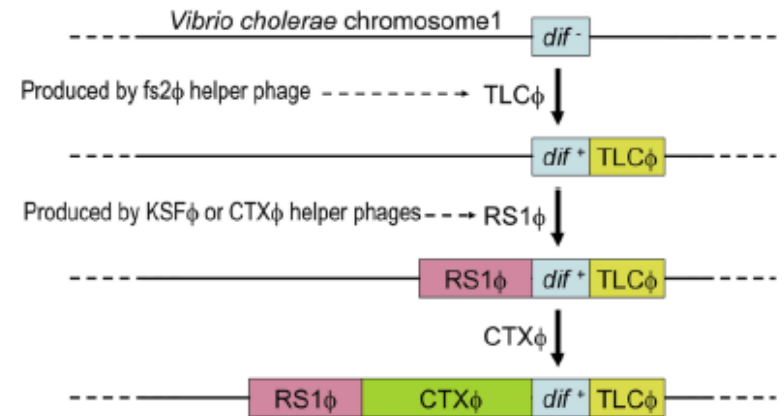 Vibrio cholerae chromosome1
dif -
Produced by fs2ϕ helper phage
TLCϕ
dif + TLCϕ
Produced by KSFϕ or CTXϕ helper phages
RS1ϕ
RS1ϕ dif + TLCϕ
CTXϕ
RS1ϕ CTXϕ dif + TLCϕ